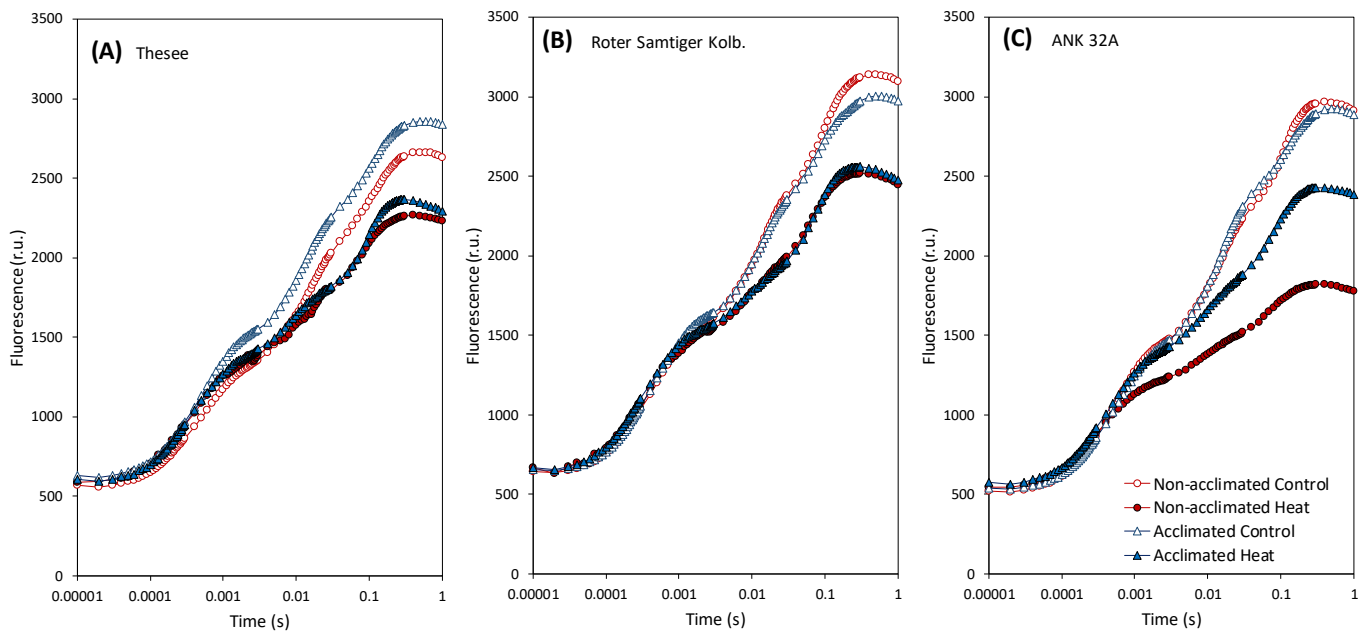 (A) Thesee
3500
3000
2500
2000
1500
1000
500
0
Fluorescence (r.u.)
0.00001 0.0001 0.001 0.01 0.1 1
Time (s)
(B) Roter Samtiger Kolb.
3500
3000
2500
2000
1500
1000
500
0
Fluorescence (r.u.)
0.00001 0.0001 0.001 0.01 0.1 1
Time (s)
(C) ANK 32A
3500
3000
2500
2000
1500
1000
500
0
Fluorescence (r.u.)
Non-acclimated Control
Non-acclimated Heat
Acclimated Control
Acclimated Heat
0.00001 0.0001 0.001 0.01 0.1 1
Time (s)